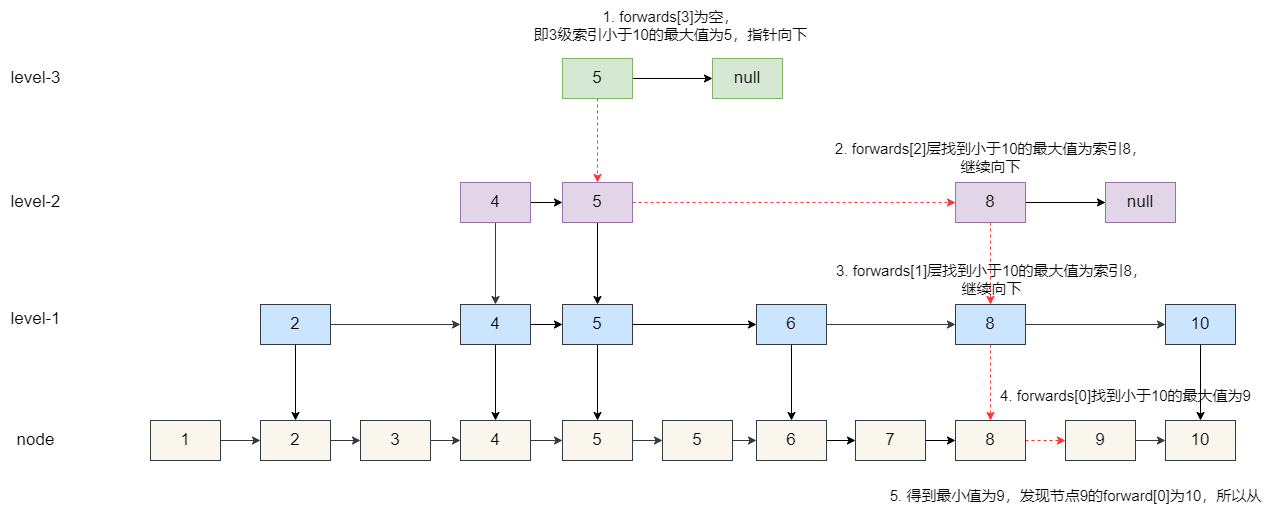 1. forwards[3]为空，
即3级索引小于10的最大值为5，指针向下
level-3
5
null
2. forwards[2]层找到小于10的最大值为索引8，
继续向下
level-2
4
5
8
null
3. forwards[1]层找到小于10的最大值为索引8，
继续向下
level-1
2
4
5
6
8
10
4. forwards[0]找到小于10的最大值为9
node
1
2
3
4
5
5
6
7
8
9
10
5. 得到最小值为9，发现节点9的forward[0]为10，所以从